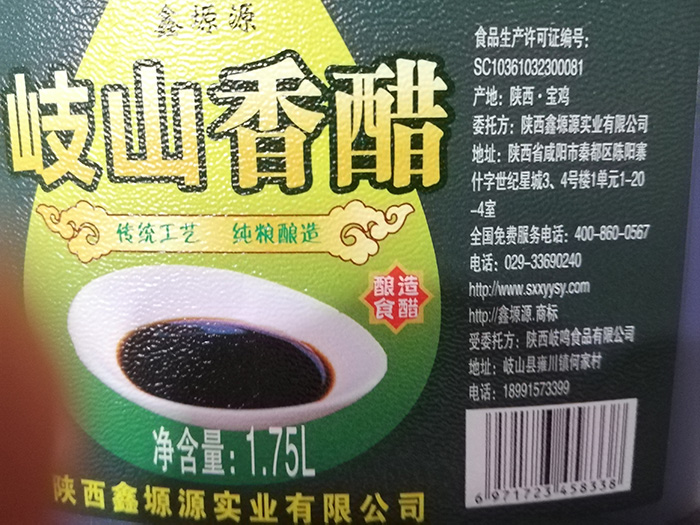 鑫塬源
岐山香醋
传统工艺 纯粮酿造
酿造
食醋
净含量：1.75L
陕西鑫塬源实业有限公司
食品生产许可证编号：
SC10361032300081
产地：陕西·宝鸡
委托方：陕西鑫塬源实业有限公司
地址：陕西省咸阳市秦都区陈阳寨
什字世纪星城3、4号楼1单元1-20
-4室
全国免费服务电话：400-860-0567
电话：029-33690240
http://www.sxxyysy.com
http://鑫塬源.商标
受委托方：陕西岐鸣食品有限公司
地址：岐山县雍川镇何家村
电话：18991573399
6 971723 458338